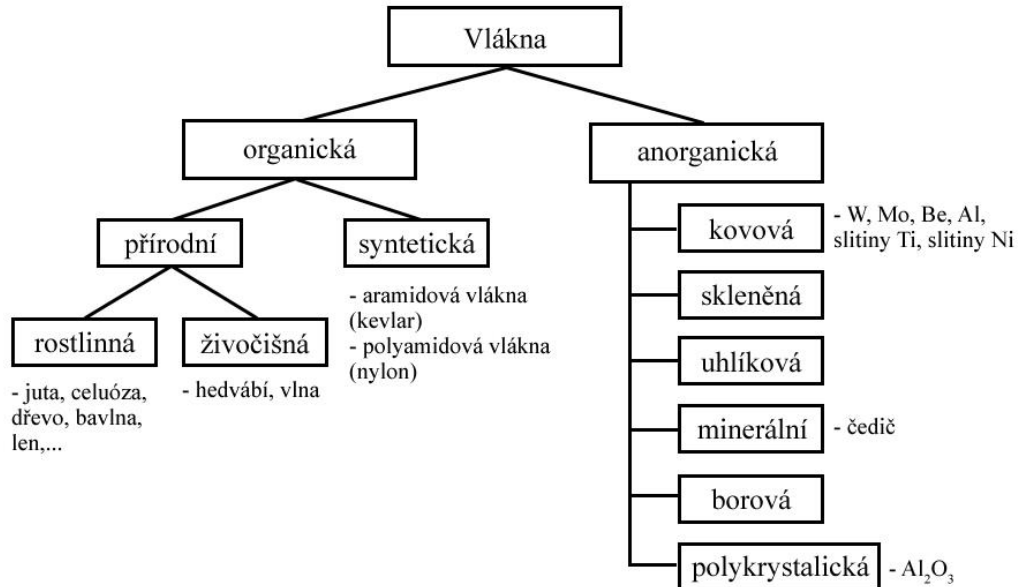 Vlákna
organická
anorganická
přírodní
syntetická
rostlinná
živočišná
- juta, celuóza,
dřevo, bavlna,
len,...
- hedvábí, vlna
- aramidová vlákna
(kevlar)
- polyamidová vlákna
(nylon)
kovová
- W, Mo, Be, Al,
slitiny Ti, slitiny Ni
skleněná
uhlíková
minerální
- čedič
borová
polykrystalická
- Al₂O₃